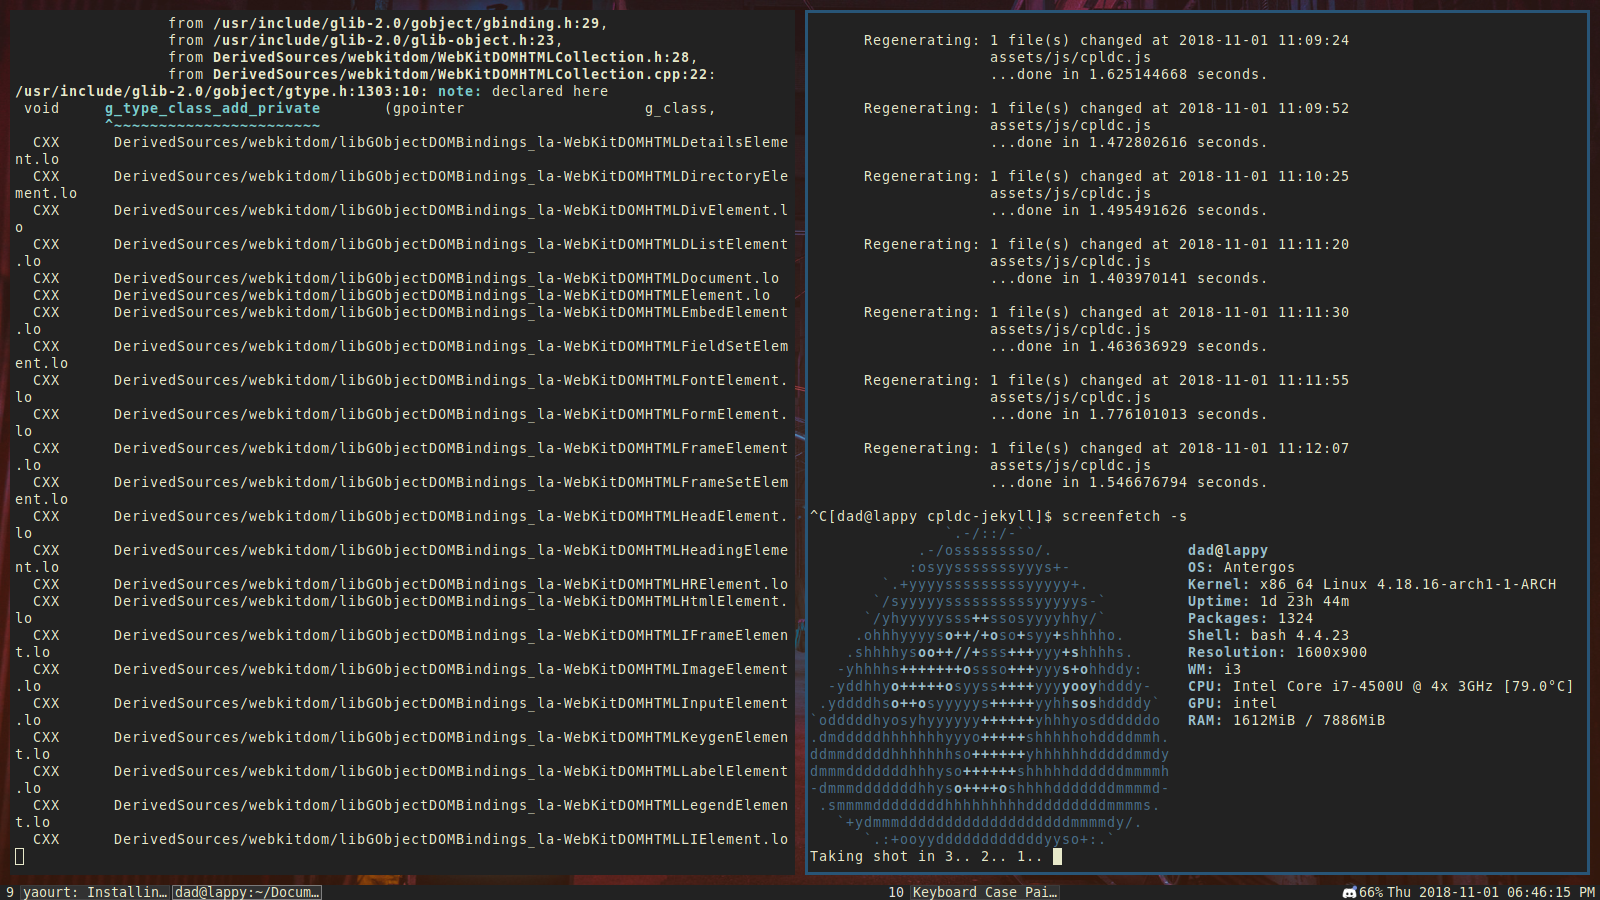 from /usr/include/glib-2.0/gobject/gbinding.h:29,
from /usr/include/glib-2.0/glib-object.h:23,
from DerivedSources/webkitdom/WebKitDOMHTMLCollection.h:28,
from DerivedSources/webkitdom/WebKitDOMHTMLCollection.cpp:22:
/usr/include/glib-2.0/gobject/gtype.h:1303:10: note: declared here
void g_type_class_add_private (gpointer g_class,
^~~~~~~~~~~~~~~~~~~~~~~~
CXX DerivedSources/webkitdom/libGObjectDOMBindings_la-WebKitDOMHTMLDetailsEleme
nt.lo
CXX DerivedSources/webkitdom/libGObjectDOMBindings_la-WebKitDOMHTMLDirectoryEle
ment.lo
CXX DerivedSources/webkitdom/libGObjectDOMBindings_la-WebKitDOMHTMLDivElement.l
o
CXX DerivedSources/webkitdom/libGObjectDOMBindings_la-WebKitDOMHTMLDListElement
.lo
CXX DerivedSources/webkitdom/libGObjectDOMBindings_la-WebKitDOMHTMLDocument.lo
CXX DerivedSources/webkitdom/libGObjectDOMBindings_la-WebKitDOMHTMLElement.lo
CXX DerivedSources/webkitdom/libGObjectDOMBindings_la-WebKitDOMHTMLEmbedElement
.lo
CXX DerivedSources/webkitdom/libGObjectDOMBindings_la-WebKitDOMHTMLFieldSetElem
ent.lo
CXX DerivedSources/webkitdom/libGObjectDOMBindings_la-WebKitDOMHTMLFontElement.
lo
CXX DerivedSources/webkitdom/libGObjectDOMBindings_la-WebKitDOMHTMLFormElement.
lo
CXX DerivedSources/webkitdom/libGObjectDOMBindings_la-WebKitDOMHTMLFrameElement
.lo
CXX DerivedSources/webkitdom/libGObjectDOMBindings_la-WebKitDOMHTMLFrameSetElem
ent.lo
CXX DerivedSources/webkitdom/libGObjectDOMBindings_la-WebKitDOMHTMLHeadElement.
lo
CXX DerivedSources/webkitdom/libGObjectDOMBindings_la-WebKitDOMHTMLHeadingEleme
nt.lo
CXX DerivedSources/webkitdom/libGObjectDOMBindings_la-WebKitDOMHTMLHRElement.lo
CXX DerivedSources/webkitdom/libGObjectDOMBindings_la-WebKitDOMHTMLHtmlElement.
lo
CXX DerivedSources/webkitdom/libGObjectDOMBindings_la-WebKitDOMHTMLIFrameElemen
t.lo
CXX DerivedSources/webkitdom/libGObjectDOMBindings_la-WebKitDOMHTMLImageElement
.lo
CXX DerivedSources/webkitdom/libGObjectDOMBindings_la-WebKitDOMHTMLInputElement
.lo
CXX DerivedSources/webkitdom/libGObjectDOMBindings_la-WebKitDOMHTMLKeygenElemen
t.lo
CXX DerivedSources/webkitdom/libGObjectDOMBindings_la-WebKitDOMHTMLLabelElement
.lo
CXX DerivedSources/webkitdom/libGObjectDOMBindings_la-WebKitDOMHTMLLegendElemen
t.lo
CXX DerivedSources/webkitdom/libGObjectDOMBindings_la-WebKitDOMHTMLLIElement.lo
Regenerating: 1 file(s) changed at 2018-11-01 11:09:24
assets/js/cpldc.js
...done in 1.625144668 seconds.
Regenerating: 1 file(s) changed at 2018-11-01 11:09:52
assets/js/cpldc.js
...done in 1.472802616 seconds.
Regenerating: 1 file(s) changed at 2018-11-01 11:10:25
assets/js/cpldc.js
...done in 1.495491626 seconds.
Regenerating: 1 file(s) changed at 2018-11-01 11:11:20
assets/js/cpldc.js
...done in 1.403970141 seconds.
Regenerating: 1 file(s) changed at 2018-11-01 11:11:30
assets/js/cpldc.js
...done in 1.463636929 seconds.
Regenerating: 1 file(s) changed at 2018-11-01 11:11:55
assets/js/cpldc.js
...done in 1.776101013 seconds.
Regenerating: 1 file(s) changed at 2018-11-01 11:12:07
assets/js/cpldc.js
...done in 1.546676794 seconds.
^C[dad@lappy cpldc-jekyll]$ screenfetch -s
dad@lappy
OS: Antergos
Kernel: x86_64 Linux 4.18.16-arch1-1-ARCH
Uptime: 1d 23h 44m
Packages: 1324
Shell: bash 4.4.23
Resolution: 1600x900
WM: i3
CPU: Intel Core i7-4500U @ 4x 3GHz [79.0°C]
GPU: intel
RAM: 1612MiB / 7886MiB
Taking shot in 3.. 2.. 1..
9 yaourt: Installin… dad@lappy:~/Docum… 10 Keyboard Case Pai… 66% Thu 2018-11-01 06:46:15 PM